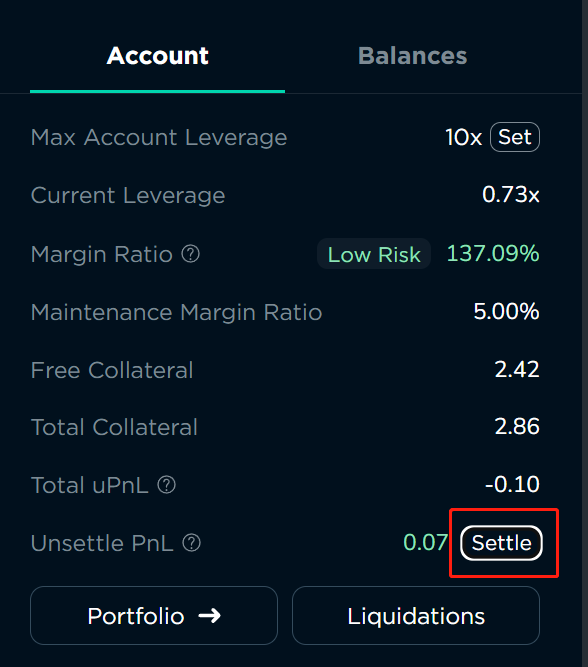 Account Balances
Max Account Leverage 10x Set
Current Leverage 0.73x
Margin Ratio ? Low Risk 137.09%
Maintenance Margin Ratio 5.00%
Free Collateral 2.42
Total Collateral 2.86
Total uPnL ? -0.10
Unsettle PnL ? 0.07 Settle
Portfolio → Liquidations